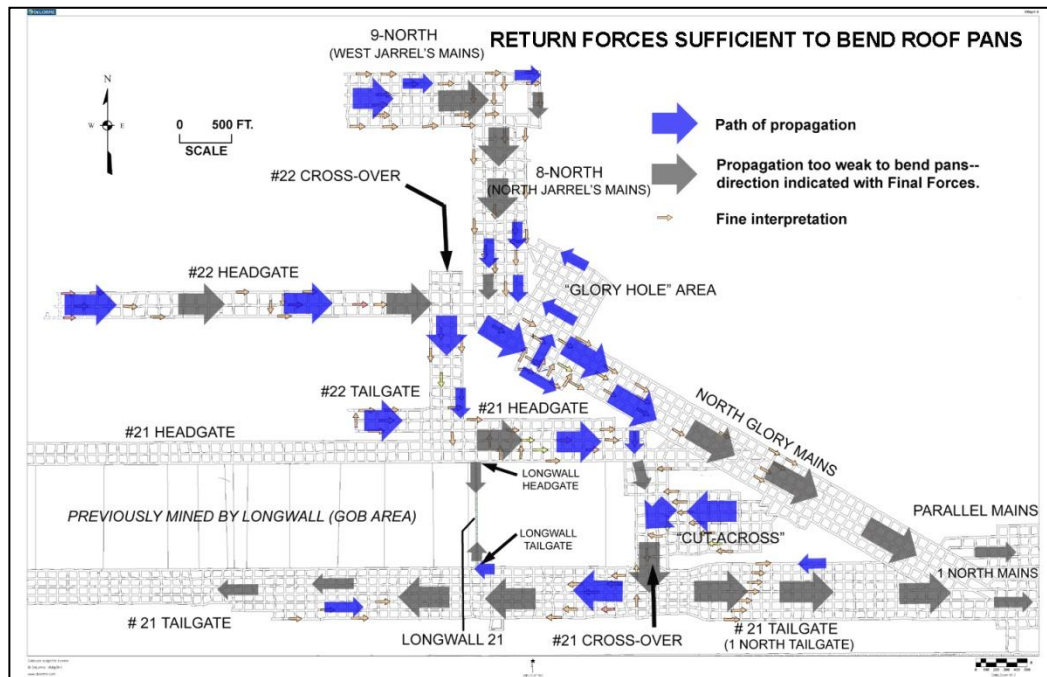 DELORME
9-NORTH
(WEST JARREL'S MAINS)
RETURN FORCES SUFFICIENT TO BEND ROOF PANS
N
W
E
0 500 FT.
SCALE
Path of propagation
Propagation too weak to bend pans--
direction indicated with Final Forces.
Fine interpretation
#22 CROSS-OVER
8-NORTH
(NORTH JARREL'S MAINS)
#22 HEADGATE
"GLORY HOLE" AREA
#22 TAILGATE
#21 HEADGATE
#21 HEADGATE
NORTH GLORY MAINS
LONGWALL
HEADGATE
PREVIOUSLY MINED BY LONGWALL (GOB AREA)
LONGWALL
TAILGATE
"CUT-ACROSS"
PARALLEL MAINS
1 NORTH MAINS
# 21 TAILGATE
LONGWALL 21
#21 CROSS-OVER
# 21 TAILGATE
(1 NORTH TAILGATE)